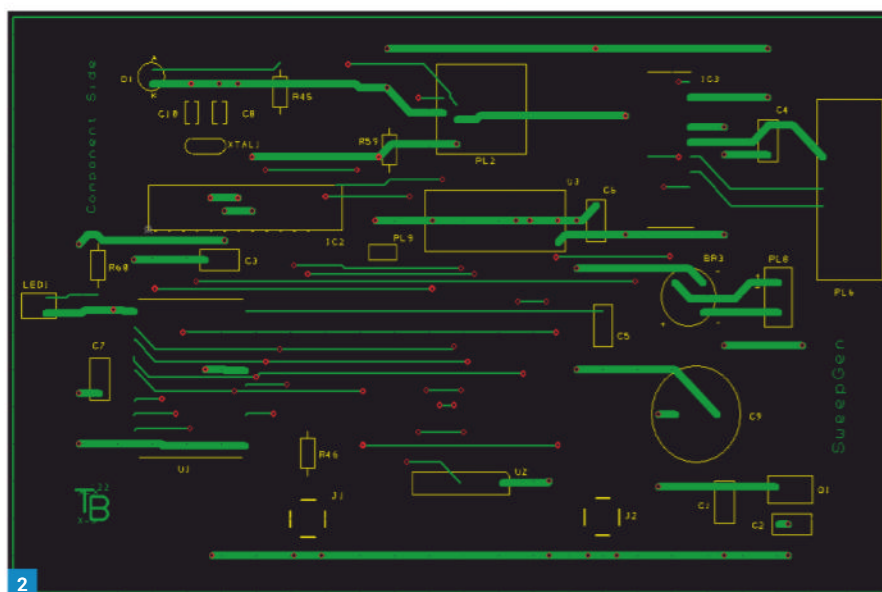 Component Side
D1
A
K
C10
C8
XTAL1
R45
R59
PL2
IC3
C4
PL6
U3
C6
IC2
PL9
R60
C3
BR3
PL8
LED1
-
+
-
C5
C7
C9
SweepGen
U1
R46
U2
J1
J2
C1
Q1
C2
TB
2